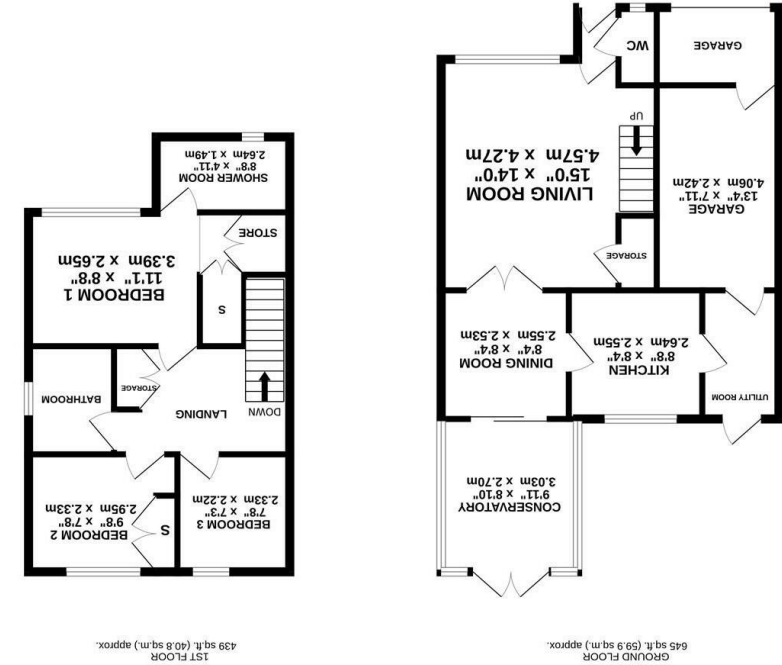 GROUND FLOOR
645 sq.ft. (59.9 sq.m.) approx.
1ST FLOOR
439 sq.ft. (40.8 sq.m.) approx.
CONSERVATORY
9'11" x 8'10"
3.03m x 2.70m
UTILITY ROOM
KITCHEN
8'8" x 8'4"
2.64m x 2.55m
DINING ROOM
8'4" x 8'4"
2.55m x 2.53m
GARAGE
13'4" x 7'11"
4.06m x 2.42m
STORAGE
LIVING ROOM
15'0" x 14'0"
4.57m x 4.27m
UP
GARAGE
WC
BEDROOM 3
7'8" x 7'3"
2.33m x 2.22m
S
BEDROOM 2
9'8" x 7'8"
2.95m x 2.33m
DOWN
LANDING
STORAGE
BATHROOM
S
BEDROOM 1
11'1" x 8'8"
3.39m x 2.65m
STORE
SHOWER ROOM
8'8" x 4'11"
2.64m x 1.49m